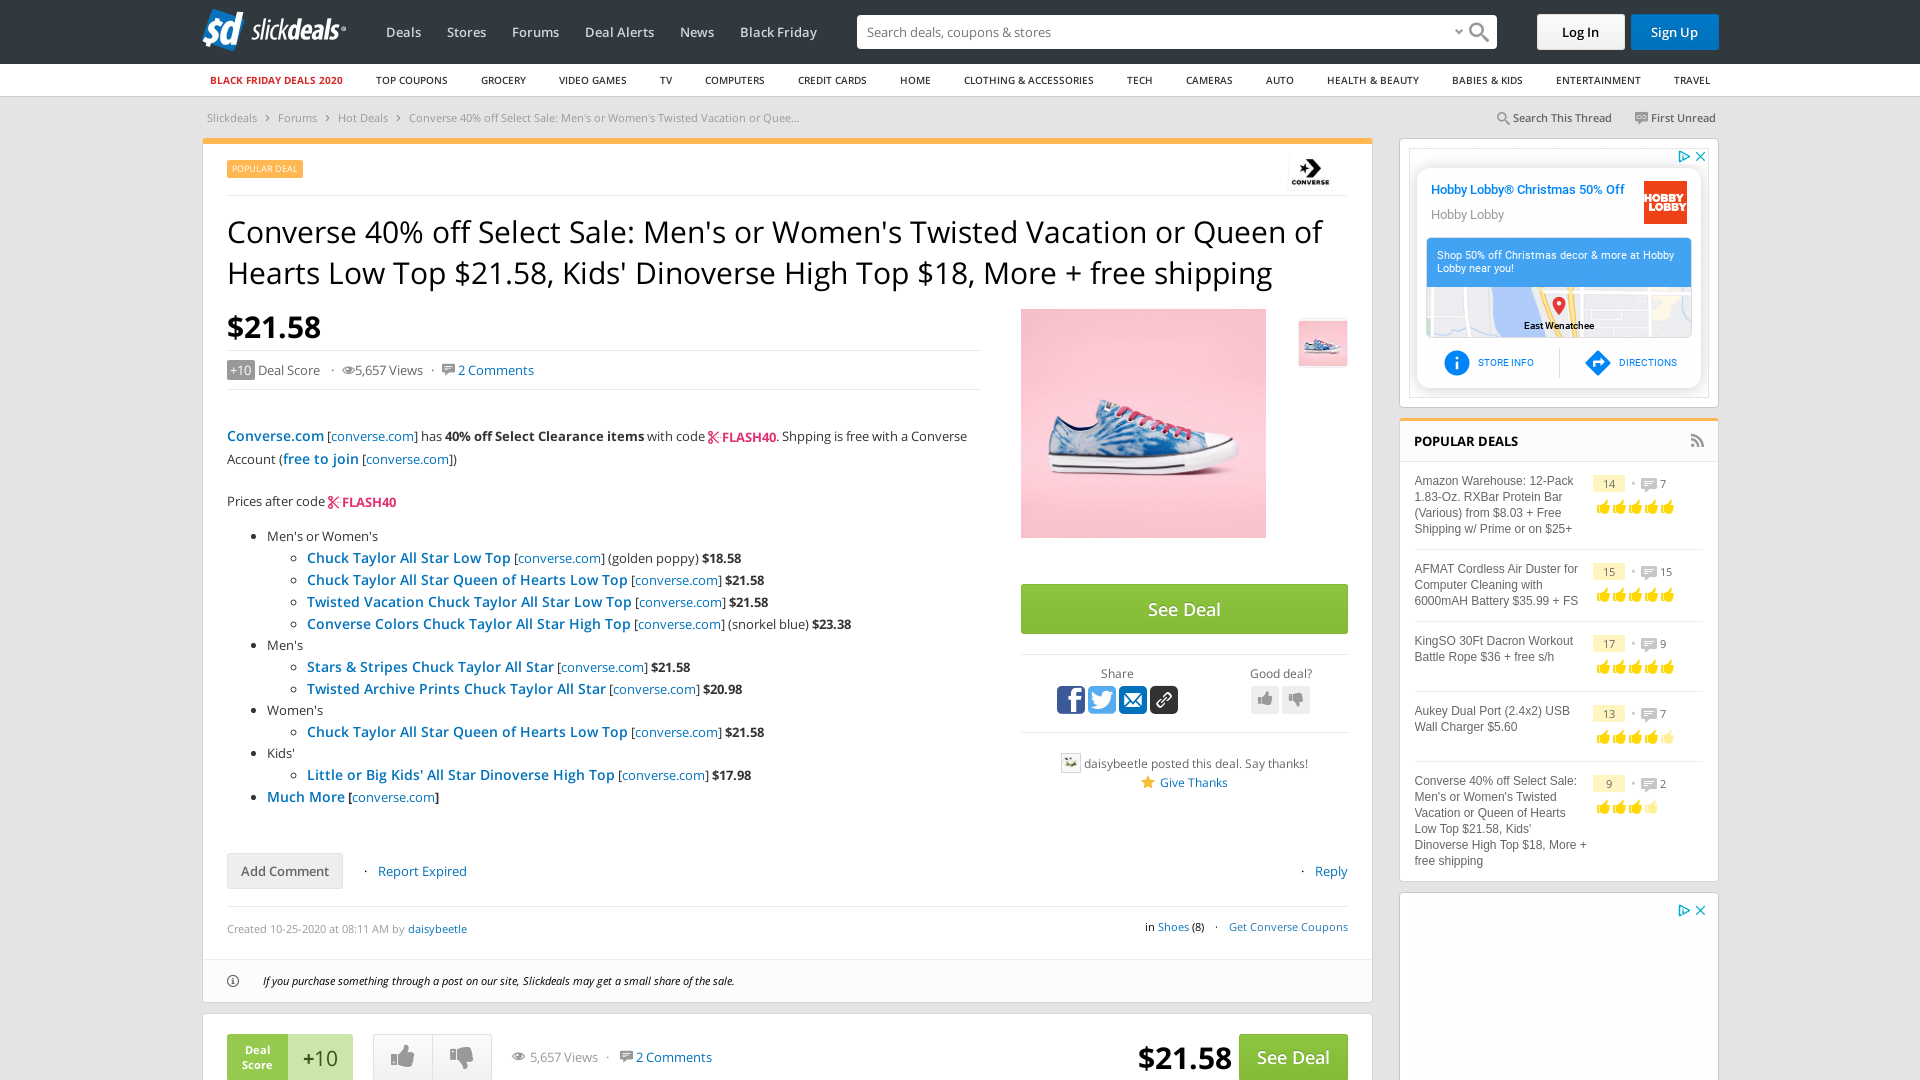 slickdeals
Deals Stores Forums Deal Alerts News Black Friday
Search deals, coupons & stores
Log In Sign Up
BLACK FRIDAY DEALS 2020 TOP COUPONS GROCERY VIDEO GAMES TV COMPUTERS CREDIT CARDS HOME CLOTHING & ACCESSORIES TECH CAMERAS AUTO HEALTH & BEAUTY BABIES & KIDS ENTERTAINMENT TRAVEL
Slickdeals › Forums › Hot Deals › Converse 40% off Select Sale: Men's or Women's Twisted Vacation or Quee...
Search This Thread First Unread
POPULAR DEAL
CONVERSE
Converse 40% off Select Sale: Men's or Women's Twisted Vacation or Queen of
Hearts Low Top $21.58, Kids' Dinoverse High Top $18, More + free shipping
$21.58
+10 Deal Score · 5,657 Views · 2 Comments
Converse.com [converse.com] has 40% off Select Clearance items with code FLASH40. Shpping is free with a Converse
Account (free to join [converse.com])
Prices after code FLASH40
Men's or Women's
Chuck Taylor All Star Low Top [converse.com] (golden poppy) $18.58
Chuck Taylor All Star Queen of Hearts Low Top [converse.com] $21.58
Twisted Vacation Chuck Taylor All Star Low Top [converse.com] $21.58
Converse Colors Chuck Taylor All Star High Top [converse.com] (snorkel blue) $23.38
Men's
Stars & Stripes Chuck Taylor All Star [converse.com] $21.58
Twisted Archive Prints Chuck Taylor All Star [converse.com] $20.98
Women's
Chuck Taylor All Star Queen of Hearts Low Top [converse.com] $21.58
Kids'
Little or Big Kids' All Star Dinoverse High Top [converse.com] $17.98
Much More [converse.com]
See Deal
Share Good deal?
daisybeetle posted this deal. Say thanks!
Give Thanks
Add Comment · Report Expired
· Reply
Created 10-25-2020 at 08:11 AM by daisybeetle
in Shoes (8) · Get Converse Coupons
If you purchase something through a post on our site, Slickdeals may get a small share of the sale.
Deal
Score
+10
5,657 Views · 2 Comments
$21.58 See Deal
Hobby Lobby® Christmas 50% Off
Hobby Lobby
HOBBY
LOBBY
Shop 50% off Christmas decor & more at Hobby
Lobby near you!
East Wenatchee
STORE INFO DIRECTIONS
POPULAR DEALS
Amazon Warehouse: 12-Pack
1.83-Oz. RXBar Protein Bar
(Various) from $8.03 + Free
Shipping w/ Prime or on $25+
14 · 7
AFMAT Cordless Air Duster for
Computer Cleaning with
6000mAH Battery $35.99 + FS
15 · 15
KingSO 30Ft Dacron Workout
Battle Rope $36 + free s/h
17 · 9
Aukey Dual Port (2.4x2) USB
Wall Charger $5.60
13 · 7
Converse 40% off Select Sale:
Men's or Women's Twisted
Vacation or Queen of Hearts
Low Top $21.58, Kids'
Dinoverse High Top $18, More +
free shipping
9 · 2